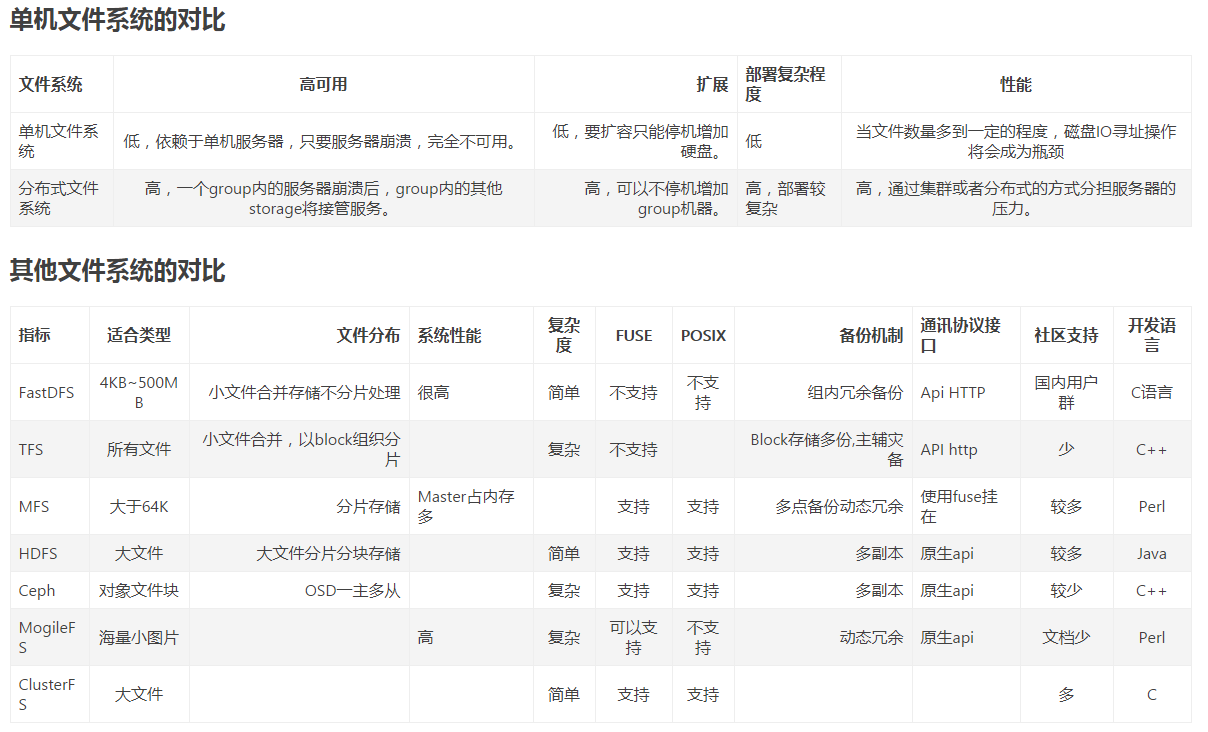 单机文件系统的对比
文件系统 高可用 扩展 部署复杂程度 性能
单机文件系统 低，依赖于单机服务器，只要服务器崩溃，完全不可用。 低，要扩容只能停机增加硬盘。 低 当文件数量多到一定的程度，磁盘IO寻址操作将会成为瓶颈
分布式文件系统 高，一个group内的服务器崩溃后，group内的其他storage将接管服务。 高，可以不停机增加group机器。 高，部署较复杂 高，通过集群或者分布式的方式分担服务器的压力。
其他文件系统的对比
指标 适合类型 文件分布 系统性能 复杂度 FUSE POSIX 备份机制 通讯协议接口 社区支持 开发语言
FastDFS 4KB~500MB 小文件合并存储不分片处理 很高 简单 不支持 不支持 组内冗余备份 Api HTTP 国内用户群 C语言
TFS 所有文件 小文件合并，以block组织分片 复杂 不支持 Block存储多份,主辅灾备 API http 少 C++
MFS 大于64K 分片存储 Master占内存多 支持 支持 多点备份动态冗余 使用fuse挂在 较多 Perl
HDFS 大文件 大文件分片分块存储 简单 支持 支持 多副本 原生api 较多 Java
Ceph 对象文件块 OSD一主多从 复杂 支持 支持 多副本 原生api 较少 C++
MogileFS 海量小图片 高 复杂 可以支持 不支持 动态冗余 原生api 文档少 Perl
ClusterFS 大文件 简单 支持 支持 多 C